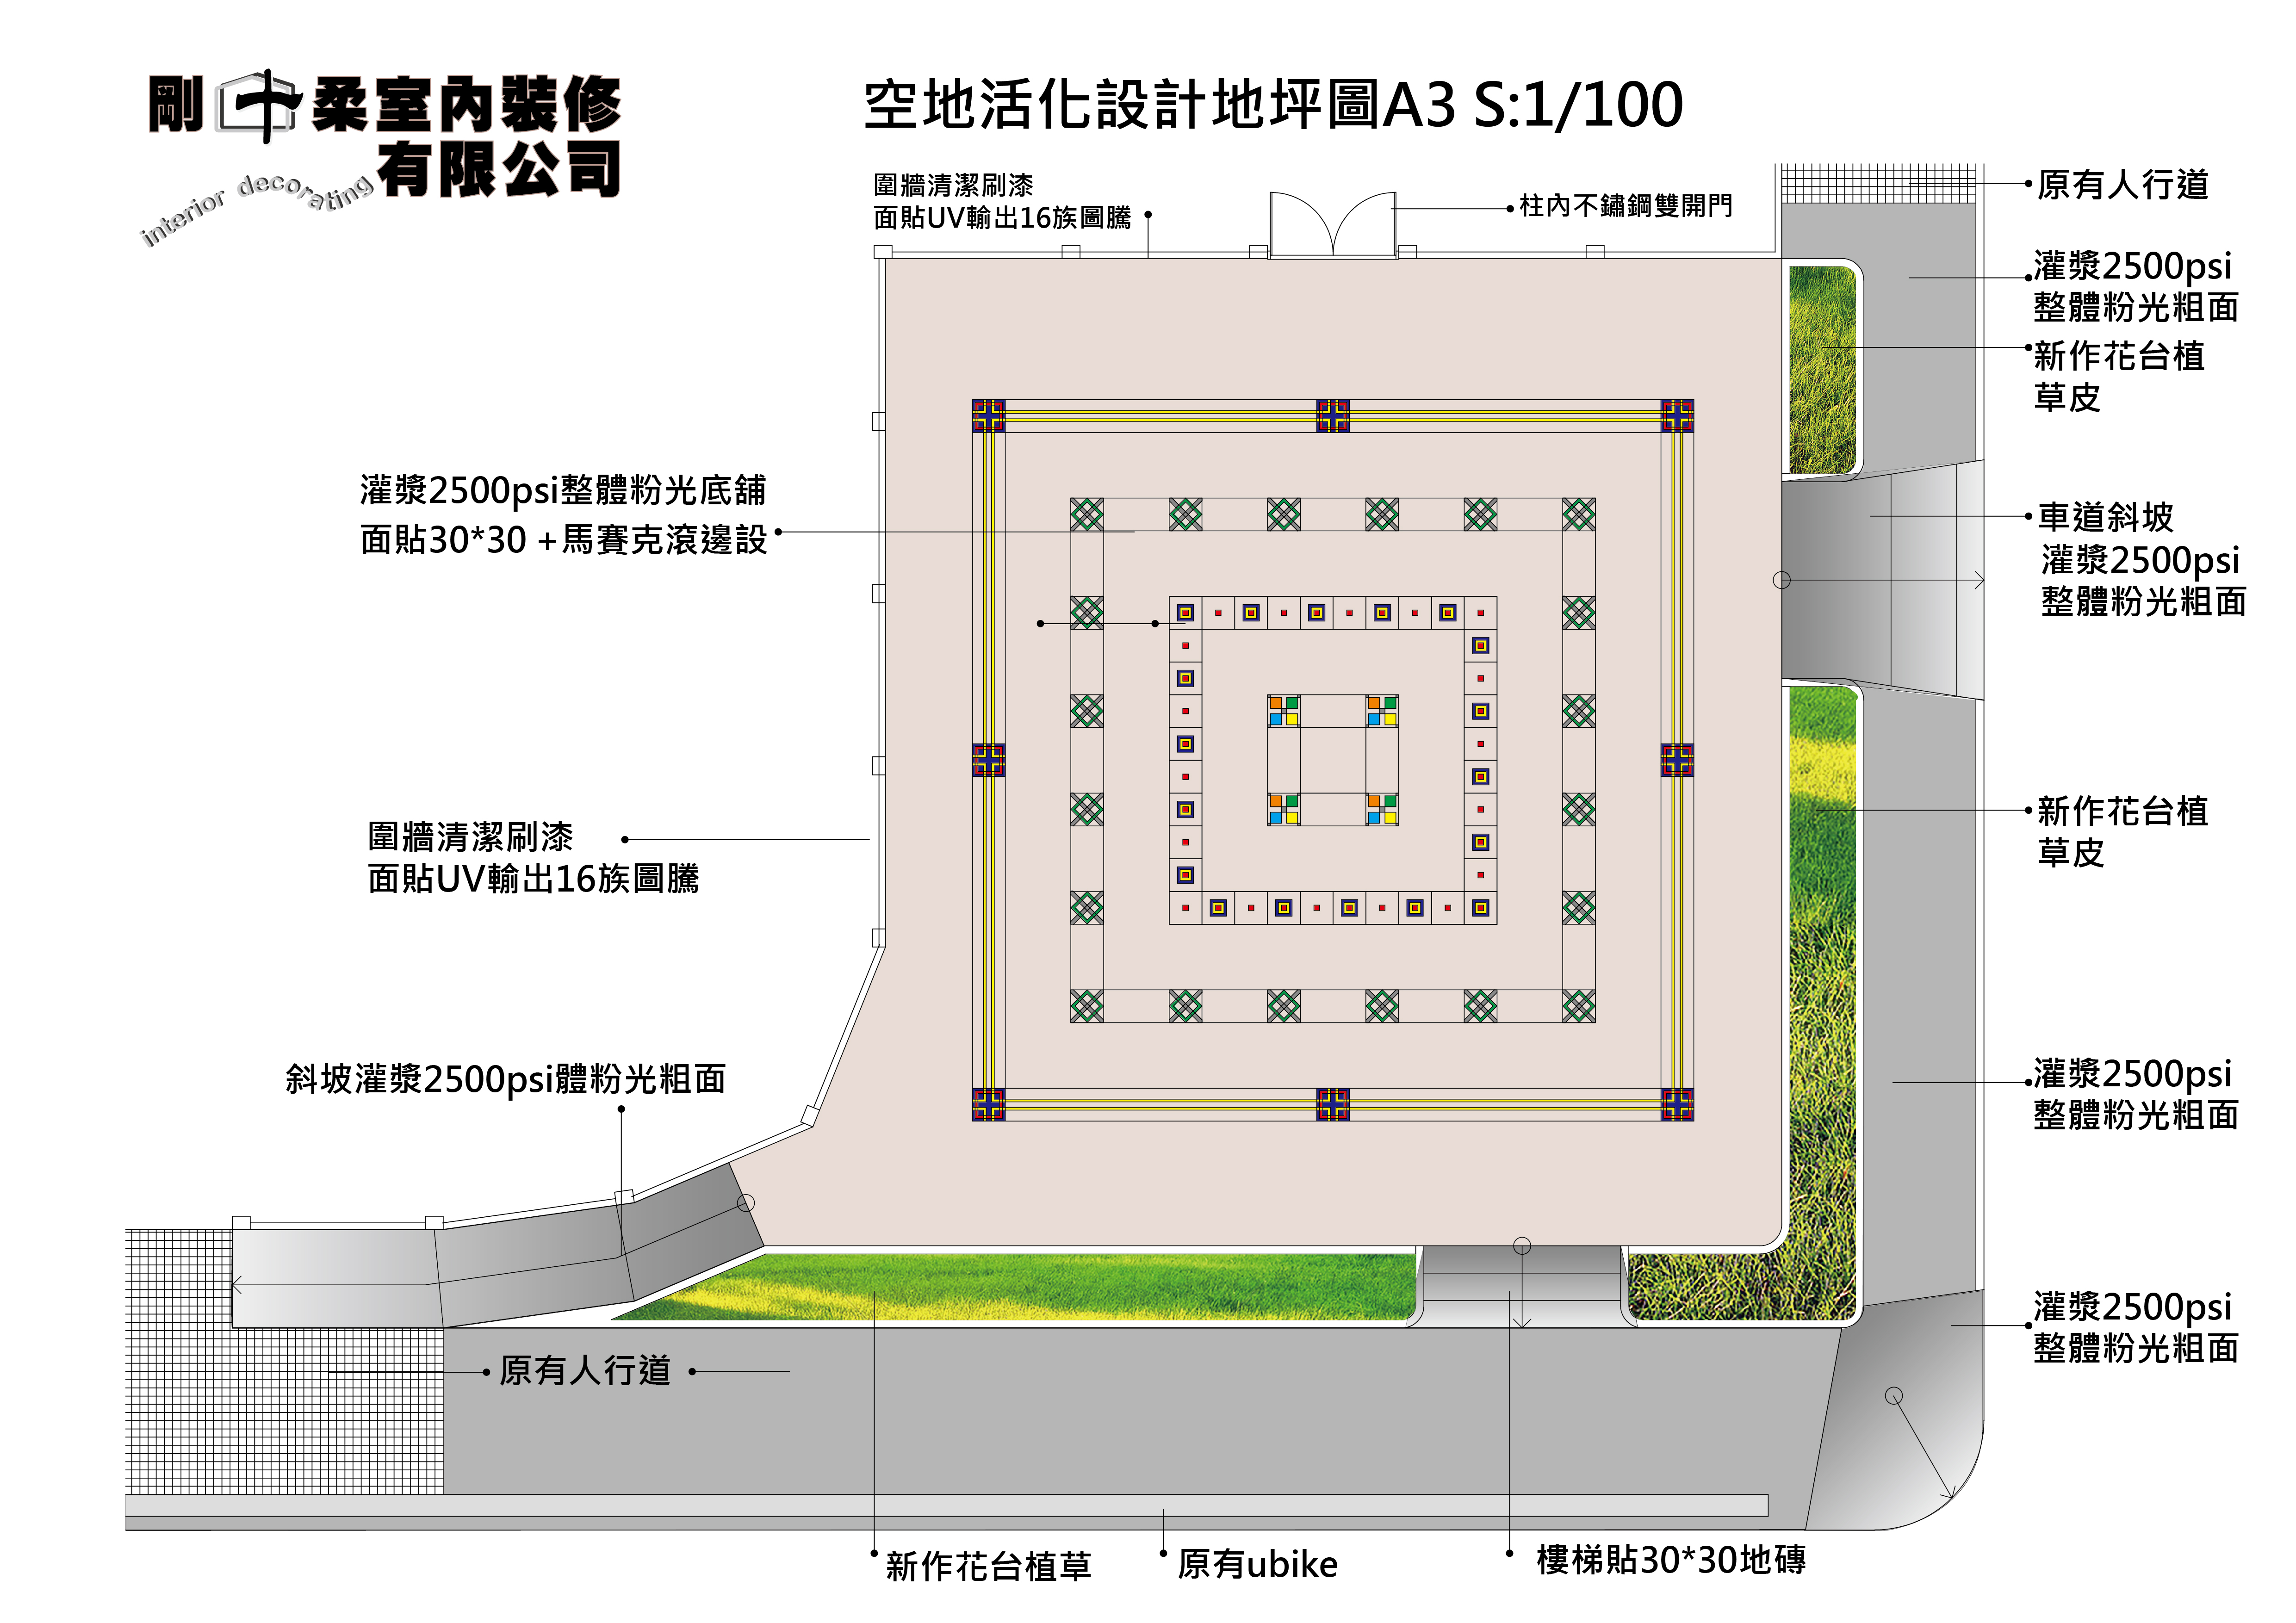 剛柔室內裝修
有限公司
interior decorating
空地活化設計地坪圖A3 S:1/100
圍牆清潔刷漆
面貼UV輸出16族圖騰
柱內不鏽鋼雙開門
原有人行道
灌漿2500psi
整體粉光粗面
新作花台植
草皮
灌漿2500psi整體粉光底舖
面貼30*30 +馬賽克滾邊設
車道斜坡
灌漿2500psi
整體粉光粗面
圍牆清潔刷漆
面貼UV輸出16族圖騰
新作花台植
草皮
斜坡灌漿2500psi體粉光粗面
灌漿2500psi
整體粉光粗面
灌漿2500psi
整體粉光粗面
原有人行道
新作花台植草
原有ubike
樓梯貼30*30地磚